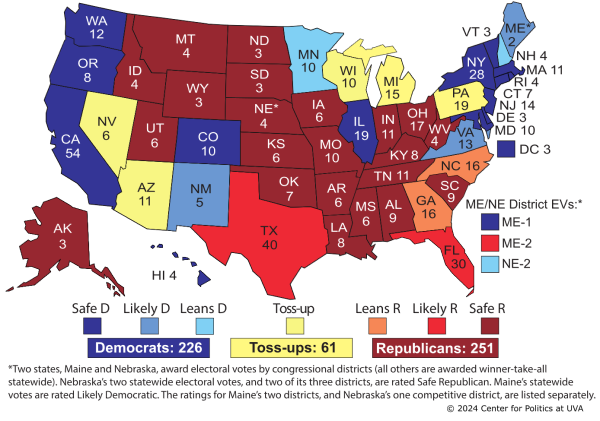 WA
12
OR
8
CA
54
NV
6
ID
4
MT
4
WY
3
UT
6
AZ
11
CO
10
NM
5
ND
3
SD
3
NE*
4
KS
6
OK
7
TX
40
MN
10
IA
6
MO
10
AR
6
LA
8
WI
10
IL
19
MS
6
MI
15
IN
11
KY 8
TN 11
AL
9
OH
17
WV
4
GA
16
FL
30
SC
9
NC 16
VA
13
PA
19
NY
28
VT 3
ME*
2
NH 4
MA 11
RI 4
CT 7
NJ 14
DE 3
MD 10
DC 3
AK
3
HI 4
ME/NE District EVs:*
ME-1
ME-2
NE-2
Safe D Likely D Leans D Toss-up Leans R Likely R Safe R
Democrats: 226 Toss-ups: 61 Republicans: 251
*Two states, Maine and Nebraska, award electoral votes by congressional districts (all others are awarded winner-take-all
statewide). Nebraska's two statewide electoral votes, and two of its three districts, are rated Safe Republican. Maine's statewide
votes are rated Likely Democratic. The ratings for Maine's two districts, and Nebraska's one competitive district, are listed separately.
© 2024 Center for Politics at UVA